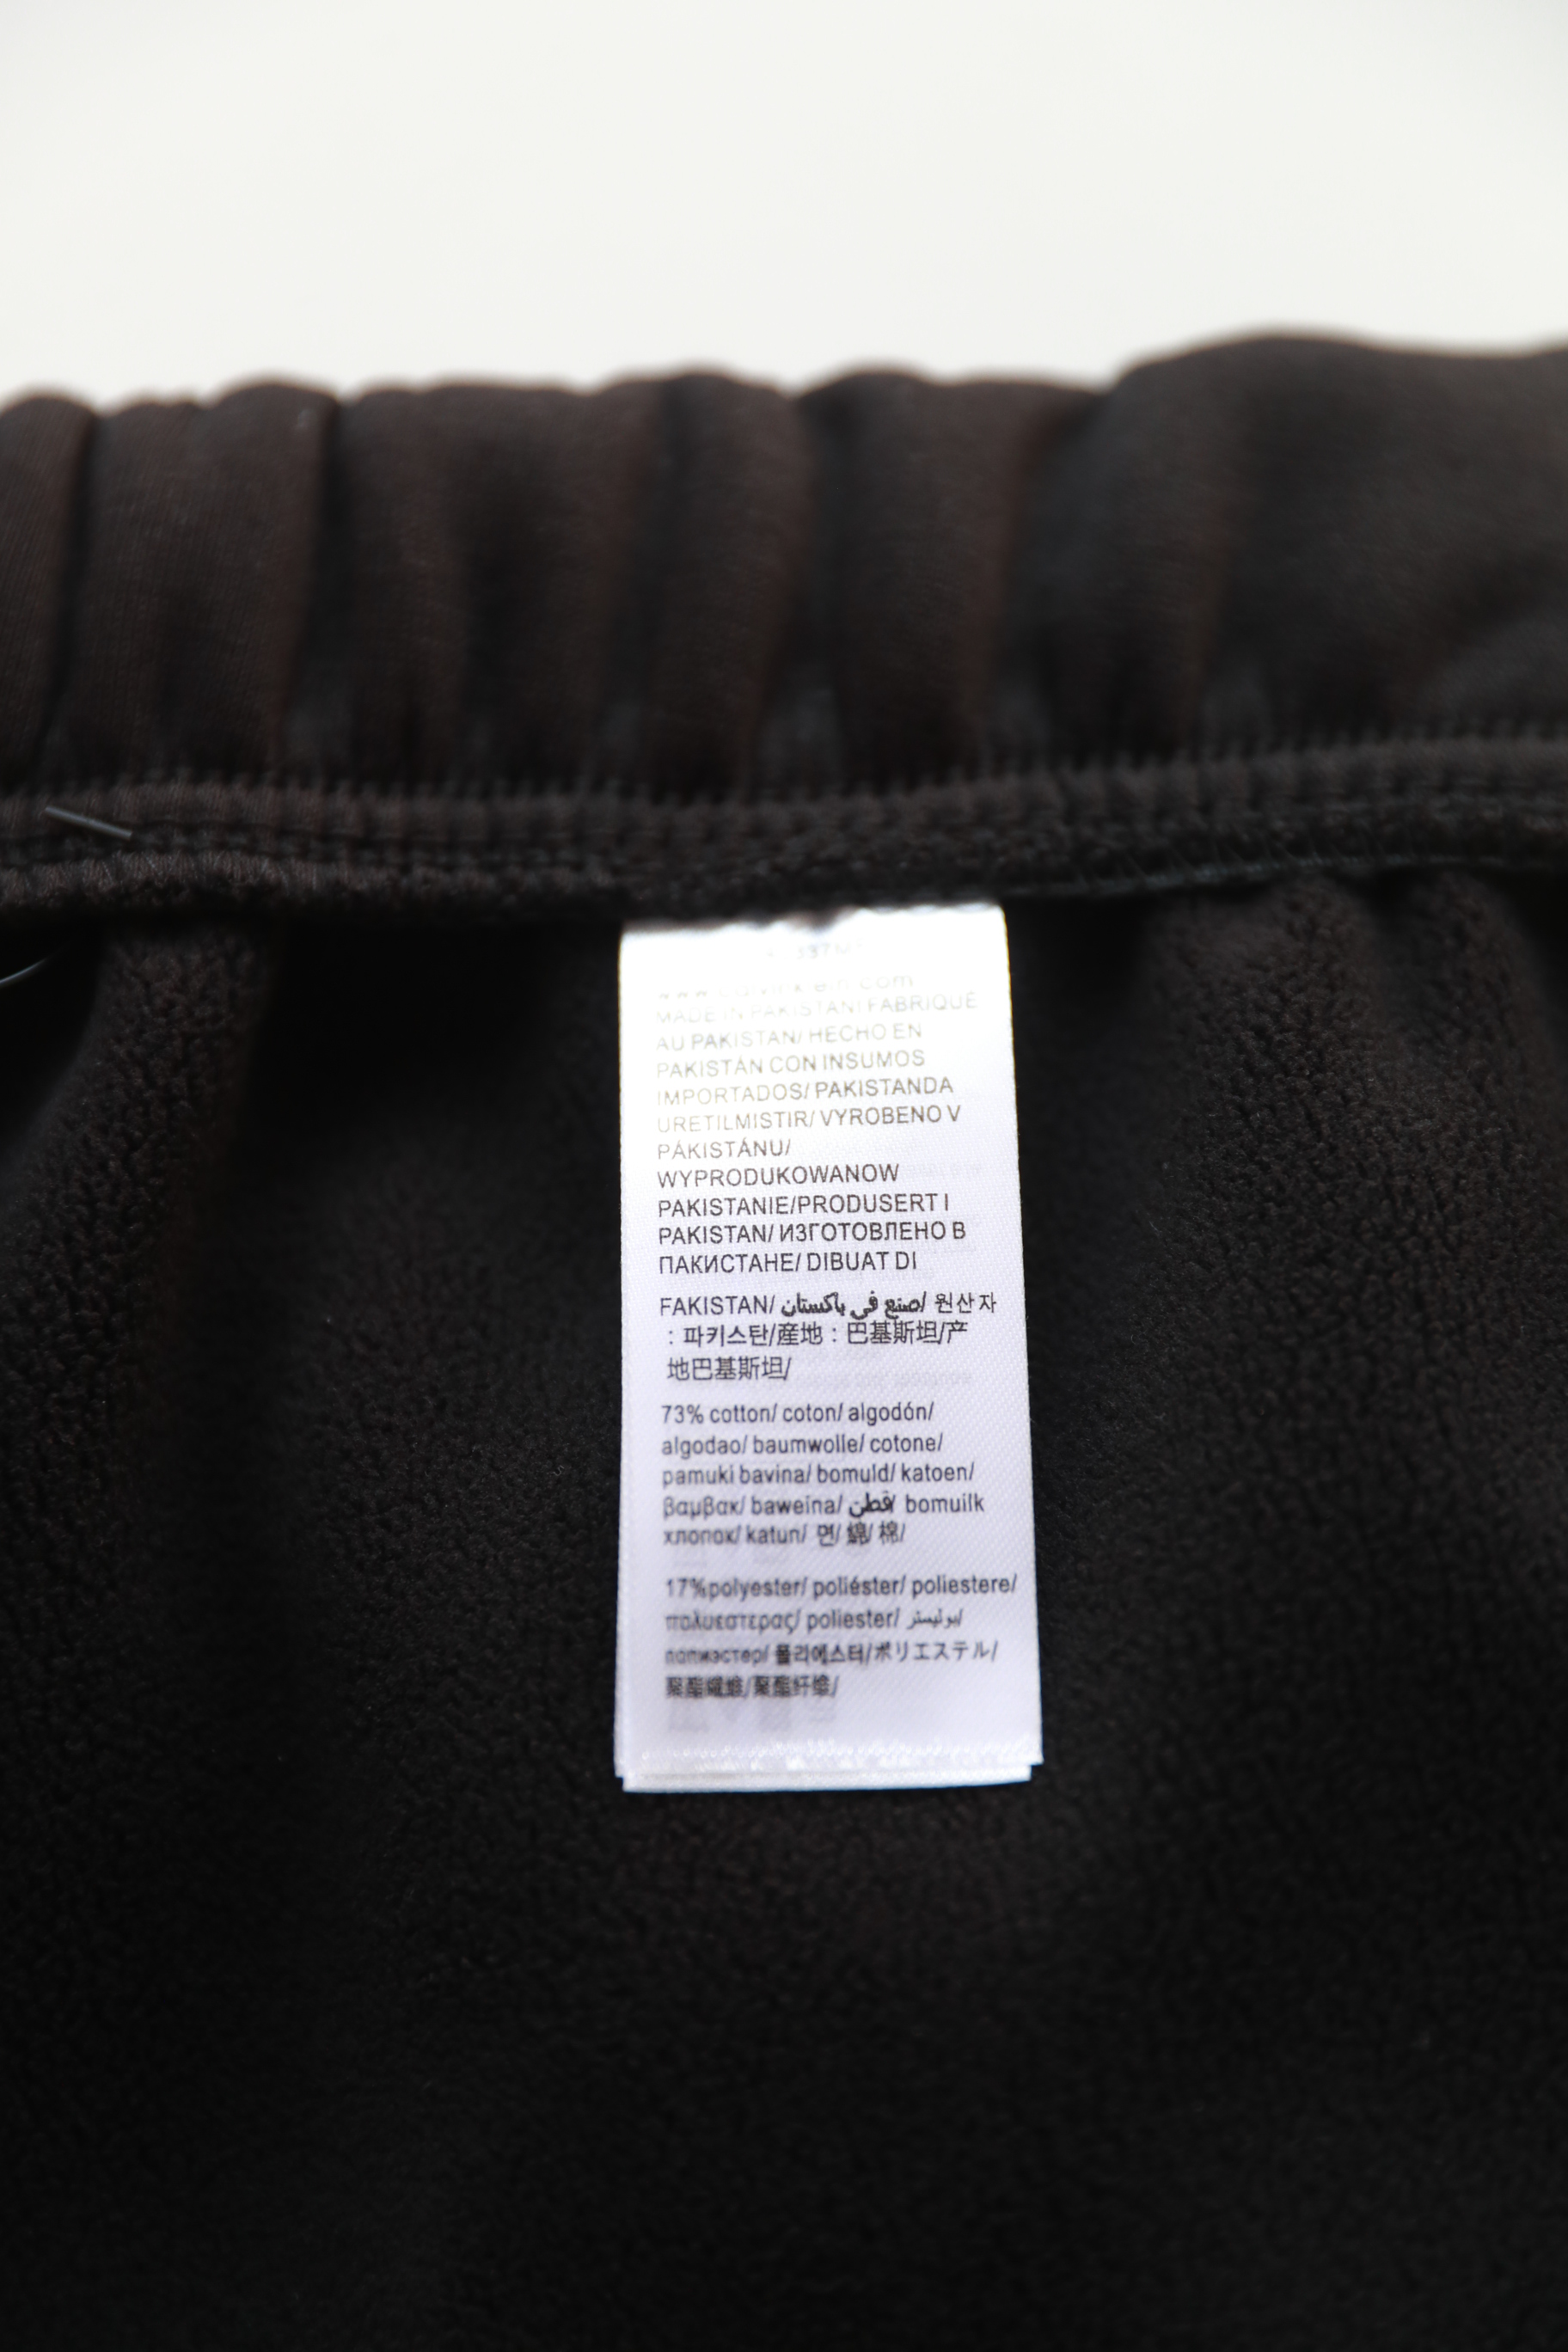 MADE IN PAKISTAN/ FABRIQUÉ
AU PAKISTAN/ HECHO EN
PAKISTÁN CON INSUMOS
IMPORTADOS/ PAKISTANDA
URETILMISTIR/ VYROBENO V
PÁKISTÁNU/
WYPRODUKOWANOW
PAKISTANIE/PRODUSERT I
PAKISTAN/ ИЗГОТОВЛЕНО В
ПАКИСТАНЕ/ DIBUAT DI
FAKISTAN/ صنع في باكستان/ 원산자
: 파키스탄/産地：巴基斯坦/产
地巴基斯坦/
73% cotton/ coton/ algodón/
algodao/ baumwolle/ cotone/
pamuki bavina/ bomuld/ katoen/
βαμβακ/ baweina/ قطن/ bomuilk
хлопок/ katun/ 면/ 綿/ 棉/
17%polyester/ poliéster/ poliestere/
πολυεστερας/ poliester/ بوليستر/
полиэстер/ 폴리에스터/ポリエステル/
聚酯纖維/聚酯纤维/